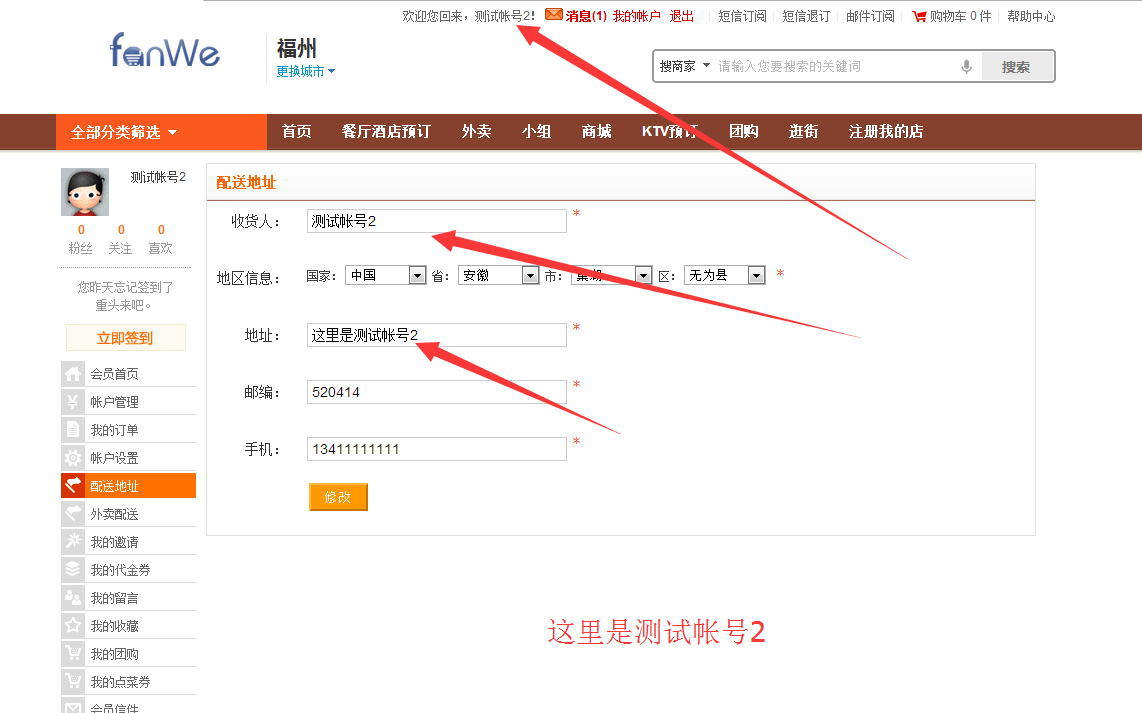 欢迎您回来，测试帐号2! 消息(1) 我的帐户 退出 短信订阅 短信退订 邮件订阅 购物车 0 件 帮助中心
fanWe
福州
更换城市
搜商家 请输入您要搜索的关键词 搜索
全部分类筛选 首页 餐厅酒店预订 外卖 小组 商城 KTV预订 团购 逛街 注册我的店
测试帐号2
0 0 0
粉丝 关注 喜欢
您昨天忘记签到了
重头来吧。
立即签到
会员首页
帐户管理
我的订单
帐户设置
配送地址
外卖配送
我的邀请
我的代金券
我的留言
我的收藏
我的团购
我的点菜券
会员信件
配送地址
收货人： 测试帐号2 *
地区信息： 国家： 中国 省： 安徽 市： 巢湖 区： 无为县 *
地址： 这里是测试帐号2 *
邮编： 520414 *
手机： 13411111111 *
修改
这里是测试帐号2